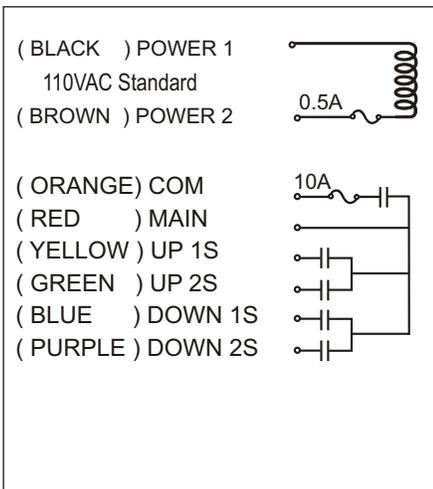 ( BLACK ) POWER 1
110VAC Standard
( BROWN ) POWER 2
0.5A
( ORANGE) COM
10A
( RED ) MAIN
( YELLOW ) UP 1S
( GREEN ) UP 2S
( BLUE ) DOWN 1S
( PURPLE ) DOWN 2S